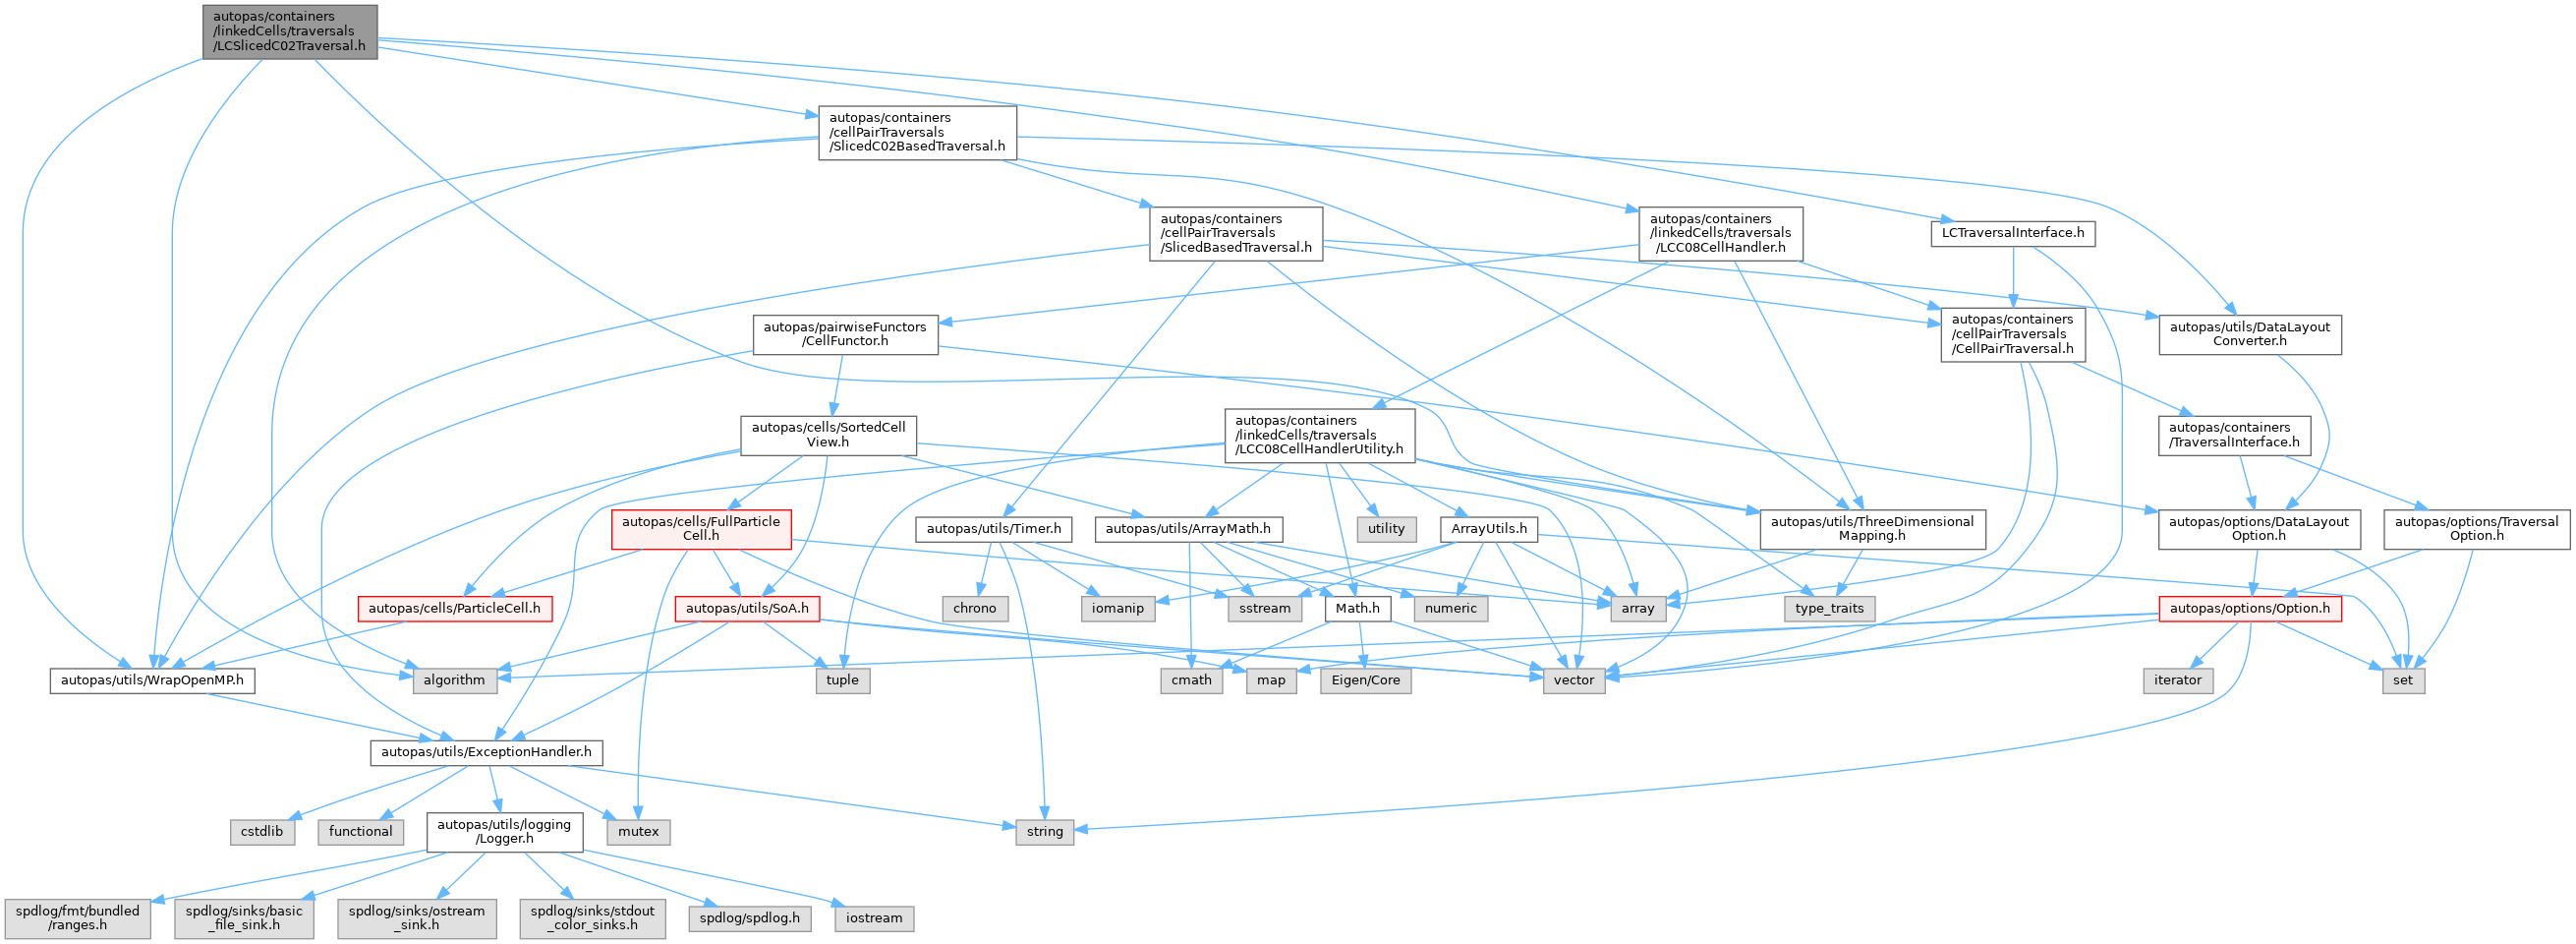 autopas/containers
/linkedCells/traversals
/LCSlicedC02Traversal.h
autopas/containers
/cellPairTraversals
/SlicedC02BasedTraversal.h
autopas/containers
/cellPairTraversals
/SlicedBasedTraversal.h
autopas/containers
/linkedCells/traversals
/LCC08CellHandler.h
LCTraversalInterface.h
autopas/pairwiseFunctors
/CellFunctor.h
autopas/containers
/cellPairTraversals
/CellPairTraversal.h
autopas/utils/DataLayout
Converter.h
autopas/cells/SortedCell
View.h
autopas/containers
/linkedCells/traversals
/LCC08CellHandlerUtility.h
autopas/containers
/TraversalInterface.h
autopas/cells/FullParticle
Cell.h
autopas/utils/Timer.h
autopas/utils/ArrayMath.h
utility
ArrayUtils.h
autopas/utils/ThreeDimensional
Mapping.h
autopas/options/DataLayout
Option.h
autopas/options/Traversal
Option.h
autopas/cells/ParticleCell.h
autopas/utils/SoA.h
chrono
iomanip
sstream
Math.h
numeric
array
type_traits
autopas/options/Option.h
autopas/utils/WrapOpenMP.h
algorithm
tuple
cmath
map
Eigen/Core
vector
iterator
set
autopas/utils/ExceptionHandler.h
cstdlib
functional
autopas/utils/logging
/Logger.h
mutex
string
spdlog/fmt/bundled
/ranges.h
spdlog/sinks/basic
_file_sink.h
spdlog/sinks/ostream
_sink.h
spdlog/sinks/stdout
_color_sinks.h
spdlog/spdlog.h
iostream